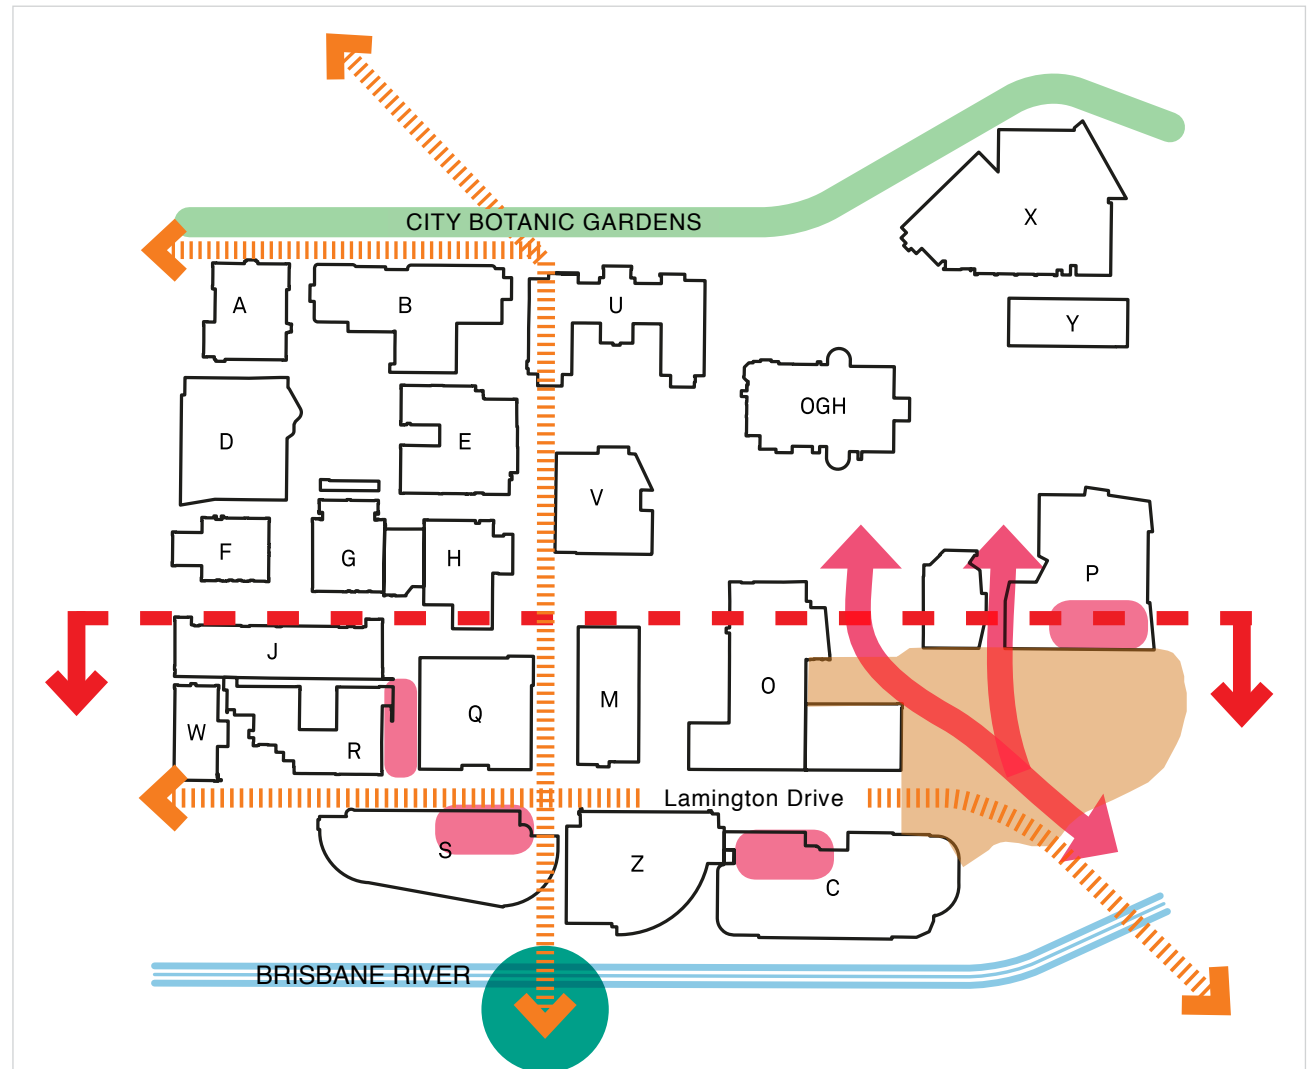 CITY BOTANIC GARDENS
X
A
B
U
Y
OGH
D
E
V
F
G
H
P
J
O
M
W
Q
R
Lamington Drive
S
Z
C
BRISBANE RIVER